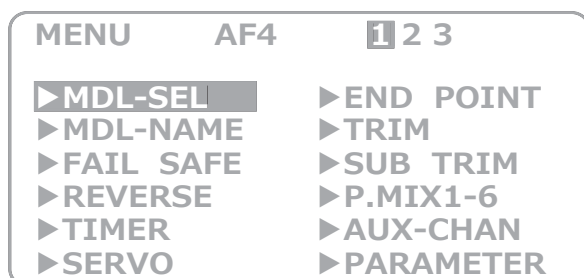 MENU AF4 1 2 3
▶MDL-SEL ▶END POINT
▶MDL-NAME ▶TRIM
▶FAIL SAFE ▶SUB TRIM
▶REVERSE ▶P.MIX1-6
▶TIMER ▶AUX-CHAN
▶SERVO ▶PARAMETER